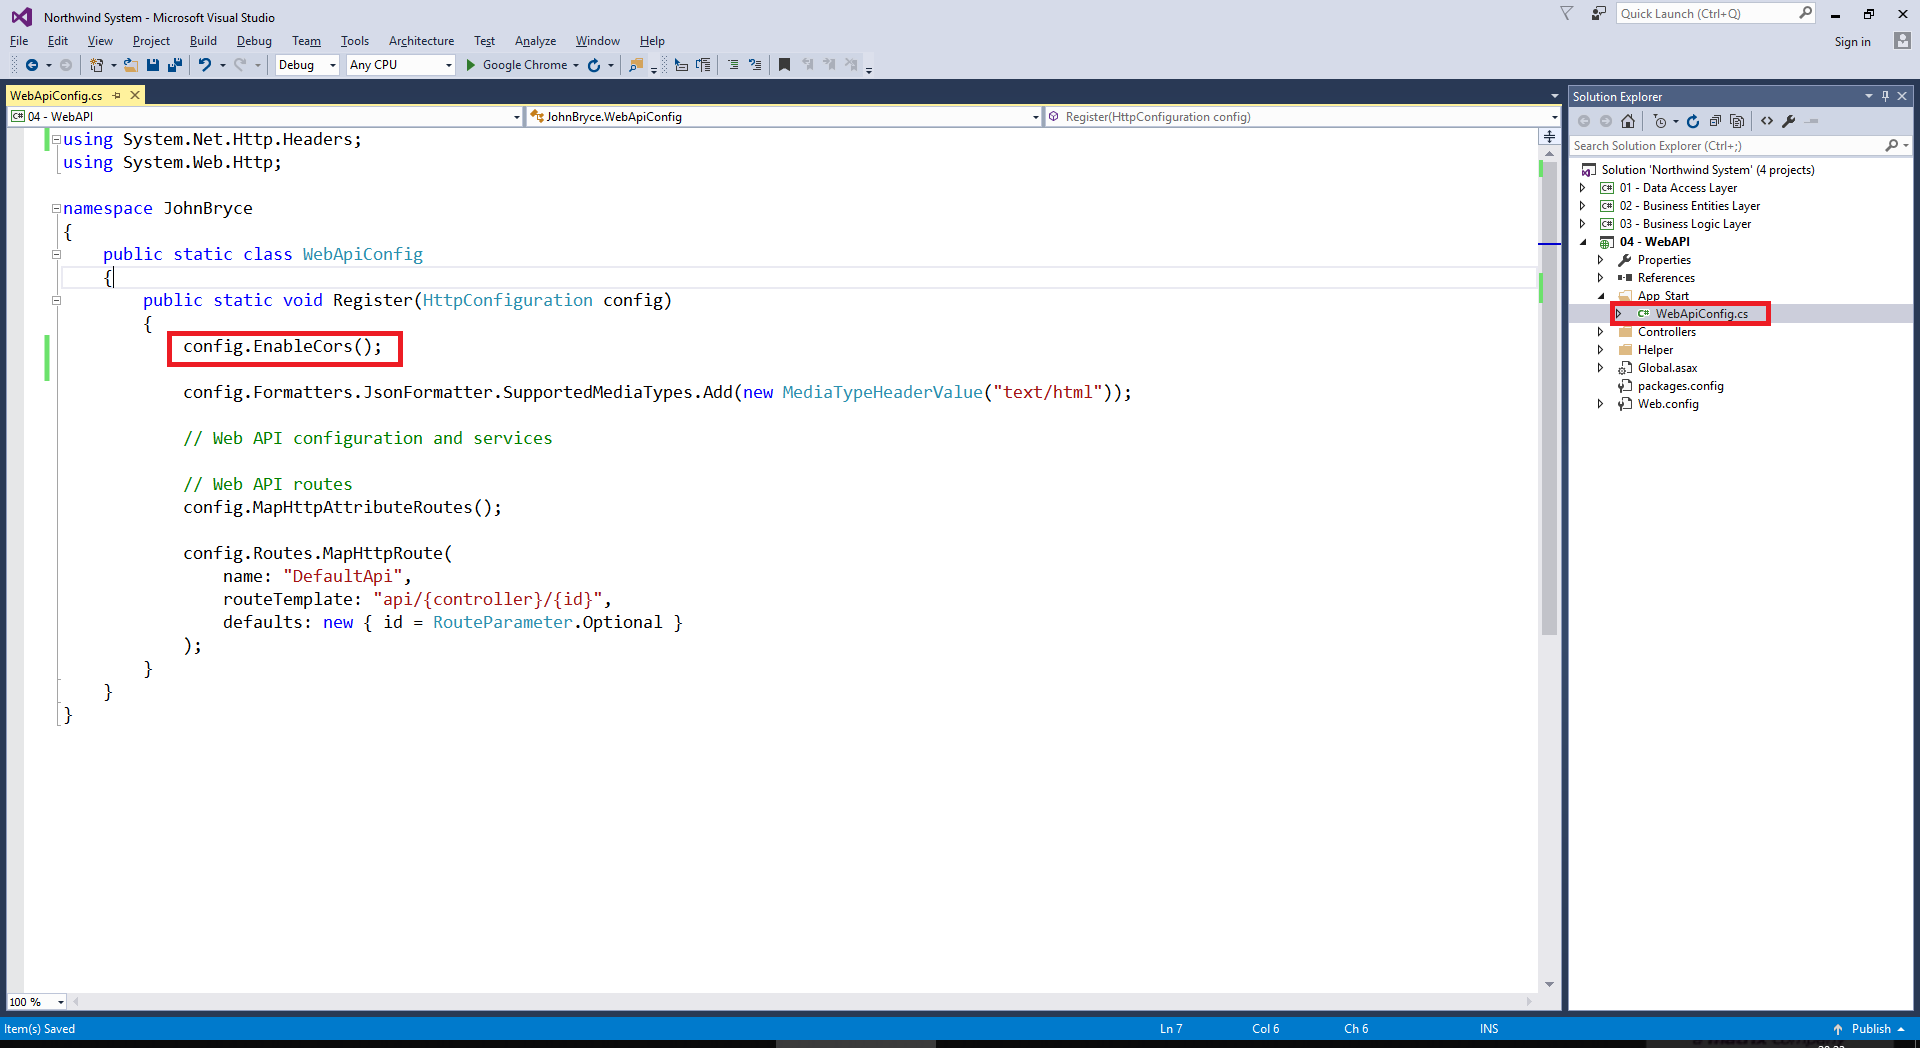 Northwind System - Microsoft Visual Studio
Quick Launch (Ctrl+Q)
File Edit View Project Build Debug Team Tools Architecture Test Analyze Window Help
Sign in
Debug Any CPU Google Chrome
WebApiConfig.cs
C# 04 - WebAPI
JohnBryce.WebApiConfig
Register(HttpConfiguration config)
using System.Net.Http.Headers;
using System.Web.Http;
namespace JohnBryce
{
public static class WebApiConfig
{
public static void Register(HttpConfiguration config)
{
config.EnableCors();
config.Formatters.JsonFormatter.SupportedMediaTypes.Add(new MediaTypeHeaderValue("text/html"));
// Web API configuration and services
// Web API routes
config.MapHttpAttributeRoutes();
config.Routes.MapHttpRoute(
name: "DefaultApi",
routeTemplate: "api/{controller}/{id}",
defaults: new { id = RouteParameter.Optional }
);
}
}
}
100 %
Solution Explorer
Search Solution Explorer (Ctrl+;)
Solution 'Northwind System' (4 projects)
C# 01 - Data Access Layer
C# 02 - Business Entities Layer
C# 03 - Business Logic Layer
04 - WebAPI
Properties
References
App_Start
C# WebApiConfig.cs
Controllers
Helper
Global.asax
packages.config
Web.config
Item(s) Saved
Ln 7 Col 6 Ch 6 INS
Publish